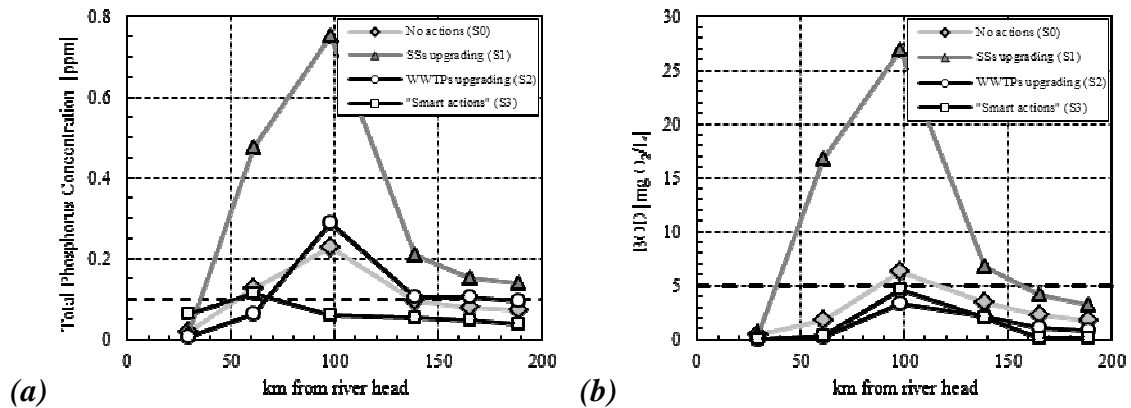 0.8
0.6
0.4
0.2
0
Total Phosphorus Concentration [ppm]
No actions (S0)
SSs upgrading (S1)
WWTPs upgrading (S2)
"Smart actions" (S3)
0 50 100 150 200
km from river head
(a)
30
25
20
15
10
5
0
[BOD [mg O2/L]
No actions (S0)
SSs upgrading (S1)
WWTPs upgrading (S2)
"Smart actions" (S3)
0 50 100 150 200
km from river head
(b)